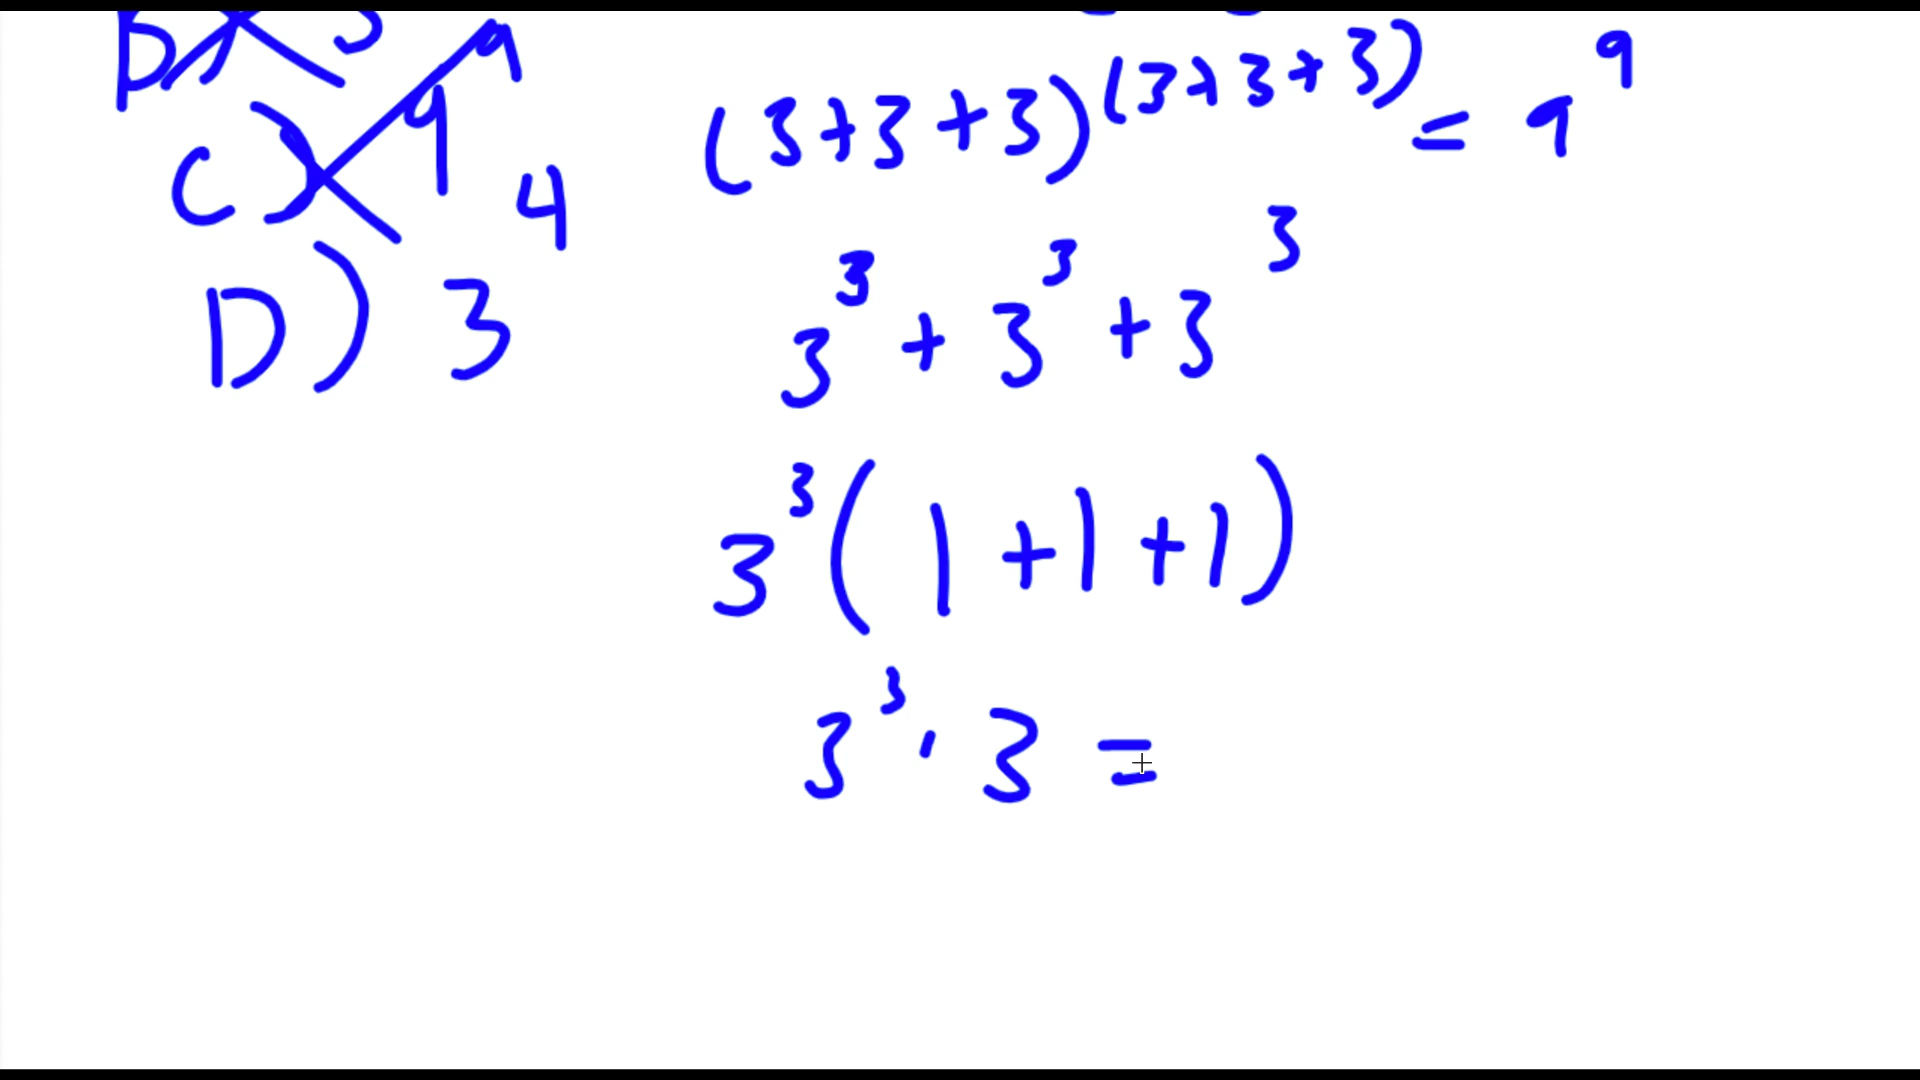 C) 9^9
D) 3^4
(3+3+3)^(3+3+3) = 9^9
3^3 + 3^3 + 3^3
3^3(1+1+1)
3^3 · 3 =